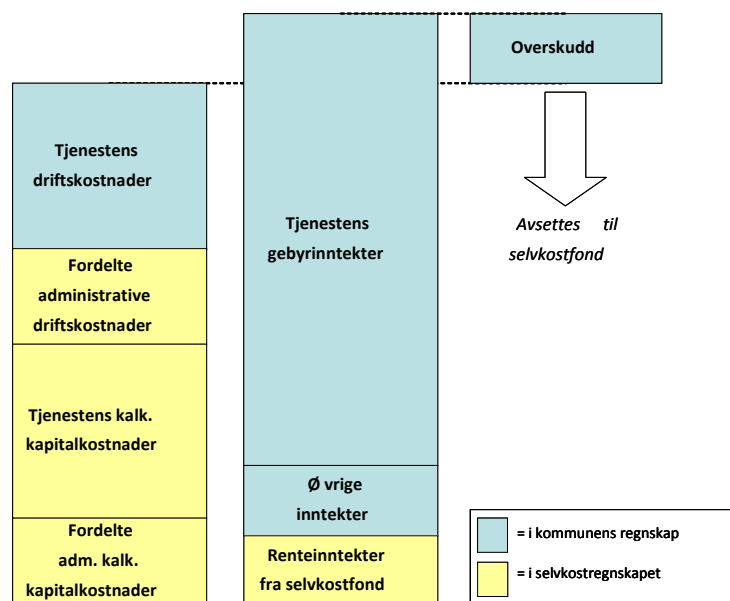 Tjenestens
driftskostnader
Fordelte
administrative
driftskostnader
Tjenestens kalk.
kapitalkostnader
Fordelte
adm. kalk.
kapitalkostnader
Tjenestens
gebyrinntekter
Ø vrige
inntekter
Renteinntekter
fra selvkostfond
Overskudd
Avsettes til
selvkostfond
= i kommunens regnskap
= i selvkostregnskapet